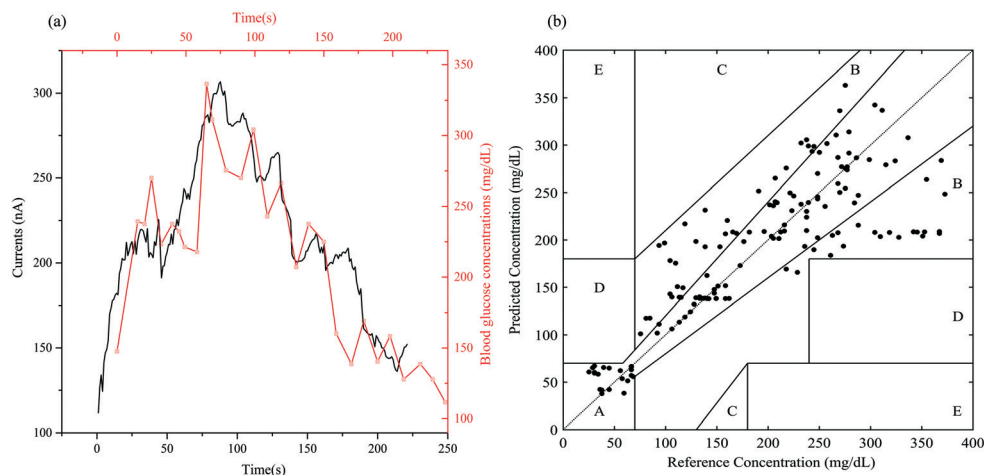 (a)
Time(s)
0 50 100 150 200
Currents (nA)
300
250
200
150
100
0 50 100 150 200 250
Time(s)
350
300
250
200
150
100
Blood glucose concentrations (mg/dL)
(b)
Predicted Concentration (mg/dL)
400
350
300
250
200
150
100
50
0
E C B
B
D
D
A C E
0 50 100 150 200 250 300 350 400
Reference Concentration (mg/dL)